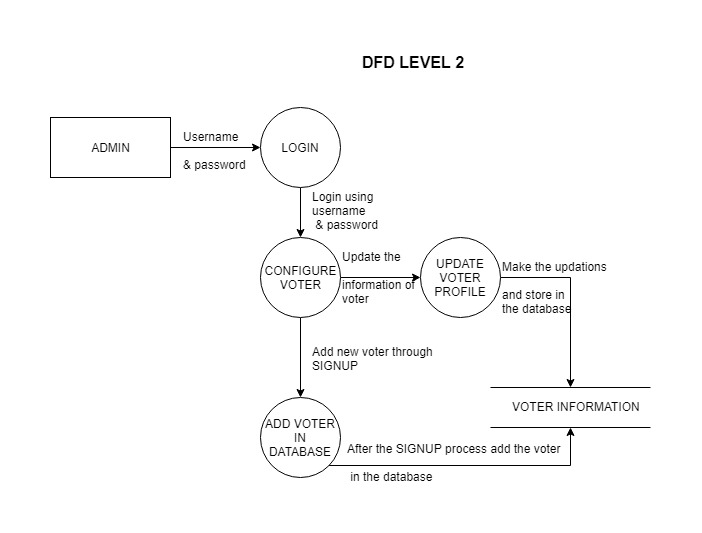 DFD LEVEL 2
ADMIN
Username
& password
LOGIN
Login using
username
& password
CONFIGURE
VOTER
Update the
information of
voter
UPDATE
VOTER
PROFILE
Make the updations
and store in
the database
Add new voter through
SIGNUP
VOTER INFORMATION
ADD VOTER
IN
DATABASE
After the SIGNUP process add the voter
in the database